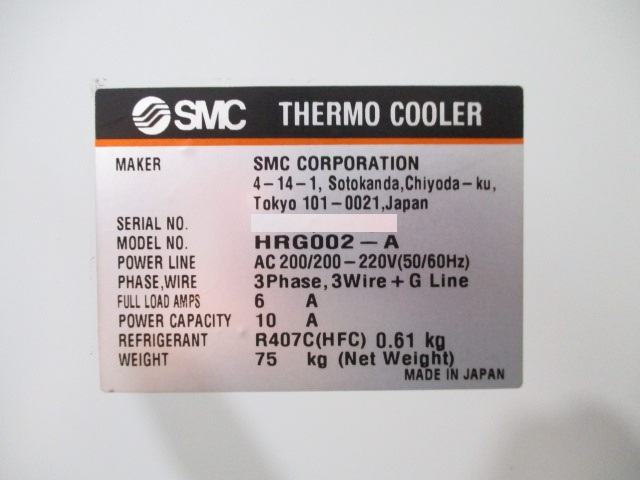 SMC THERMO COOLER
MAKER SMC CORPORATION
4-14-1, Sotokanda,Chiyoda-ku,
Tokyo 101-0021,Japan
SERIAL NO.
MODEL NO. HRG002-A
POWER LINE AC 200/200-220V(50/60Hz)
PHASE,WIRE 3Phase,3Wire+G Line
FULL LOAD AMPS 6 A
POWER CAPACITY 10 A
REFRIGERANT R407C(HFC) 0.61 kg
WEIGHT 75 kg (Net Weight)
MADE IN JAPAN